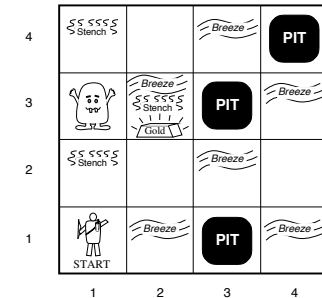 4 Stench Breeze PIT
Breeze
3 Stench PIT Breeze
Gold
2 Stench Breeze
1 Breeze PIT Breeze
START
1 2 3 4